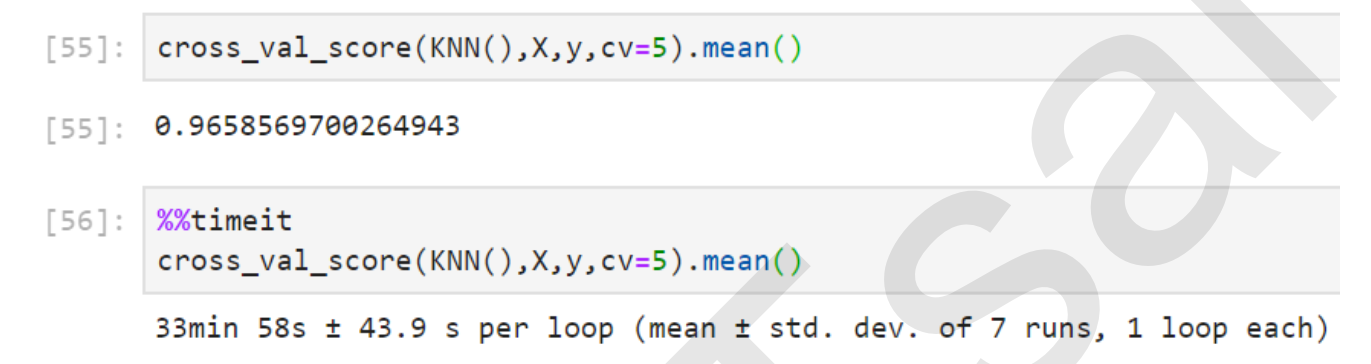 [55]: cross_val_score(KNN(),X,y,cv=5).mean()
[55]: 0.9658569700264943
[56]: %%timeit
cross_val_score(KNN(),X,y,cv=5).mean()
33min 58s ± 43.9 s per loop (mean ± std. dev. of 7 runs, 1 loop each)